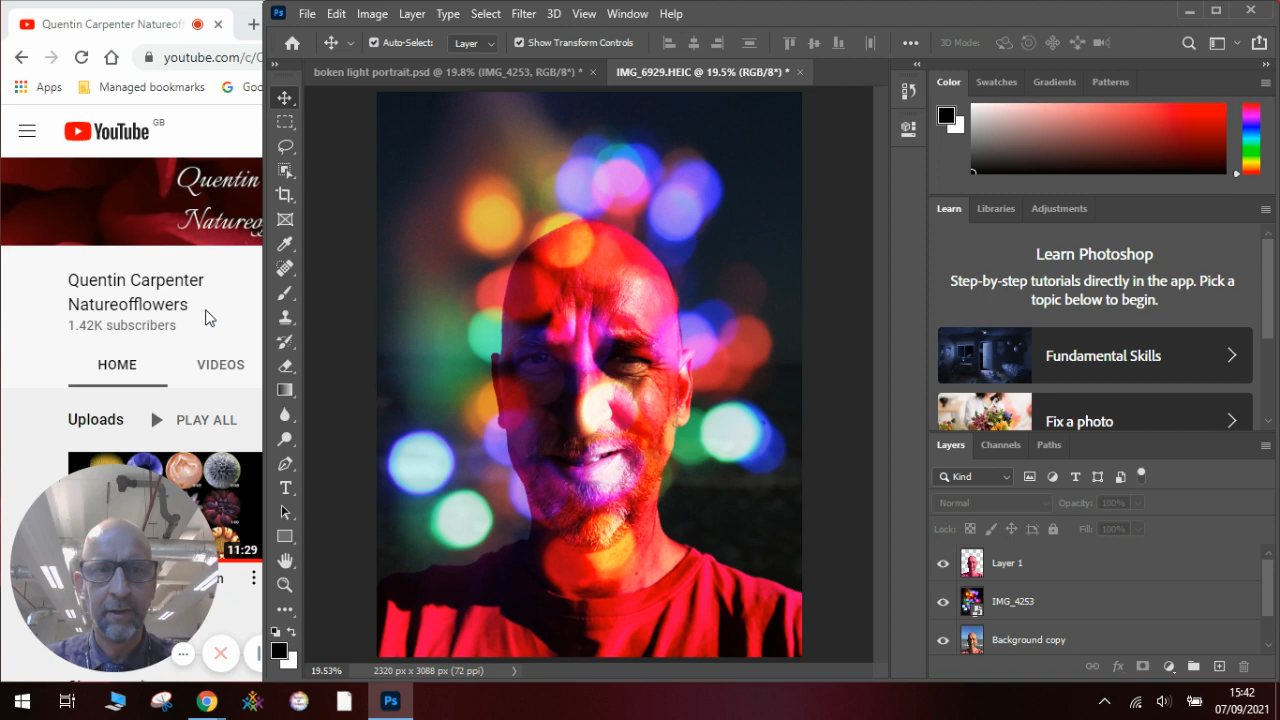 Quentin Carpenter Natureof
File Edit Image Layer Type Select Filter 3D View Window Help
youtube.com/c/
Auto-Select: Layer Show Transform Controls 3D Mode:
Apps Managed bookmarks Goo
broken light portrait.psd @ 19.8% (IMG_4253, RGB/8*) * IMG_6929.HEIC @ 19.5% (RGB/8*) *
Color Swatches Gradients Patterns
YouTube GB
Quentin
Natureof
Learn Libraries Adjustments
Learn Photoshop
Step-by-step tutorials directly in the app. Pick a
topic below to begin.
Fundamental Skills
Fix a photo
Quentin Carpenter
Natureofflowers
1.42K subscribers
HOME VIDEOS
Uploads PLAY ALL
11:29
n
Layers Channels Paths
Kind
Normal Opacity: 100%
Lock: Fill: 100%
Layer 1
IMG_4253
Background copy
19.53% 2320 px x 3088 px (72 ppi)
15:42
07/09/2021